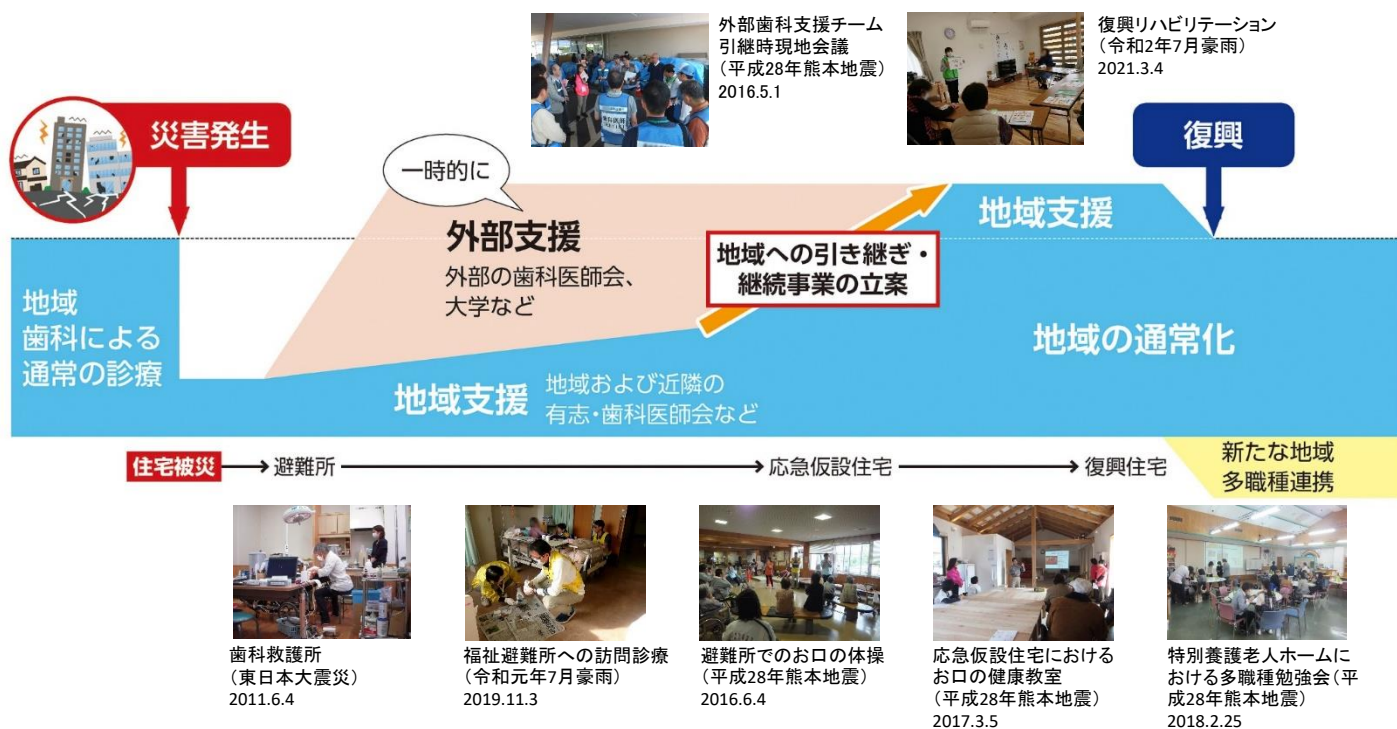 外部歯科支援チーム
引継時現地会議
（平成28年熊本地震）
2016.5.1
復興リハビリテーション
（令和2年7月豪雨）
2021.3.4
災害発生
復興
一時的に
外部支援
外部の歯科医師会、
大学など
地域への引き継ぎ・
継続事業の立案
地域支援
地域
歯科による
通常の診療
地域の通常化
地域支援
地域および近隣の
有志・歯科医師会など
住宅被災
避難所
応急仮設住宅
復興住宅
新たな地域
多職種連携
歯科救護所
（東日本大震災）
2011.6.4
福祉避難所への訪問診療
（令和元年7月豪雨）
2019.11.3
避難所でのお口の体操
（平成28年熊本地震）
2016.6.4
応急仮設住宅における
お口の健康教室
（平成28年熊本地震）
2017.3.5
特別養護老人ホームに
おける多職種勉強会（平
成28年熊本地震）
2018.2.25